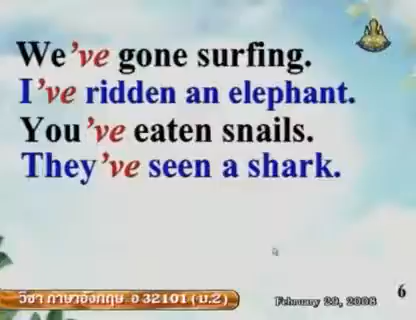 We've gone surfing.
I've ridden an elephant.
You've eaten snails.
They've seen a shark.
6
วิชา ภาษาอังกฤษ อ 32101 (ม.2)
February 29, 2008